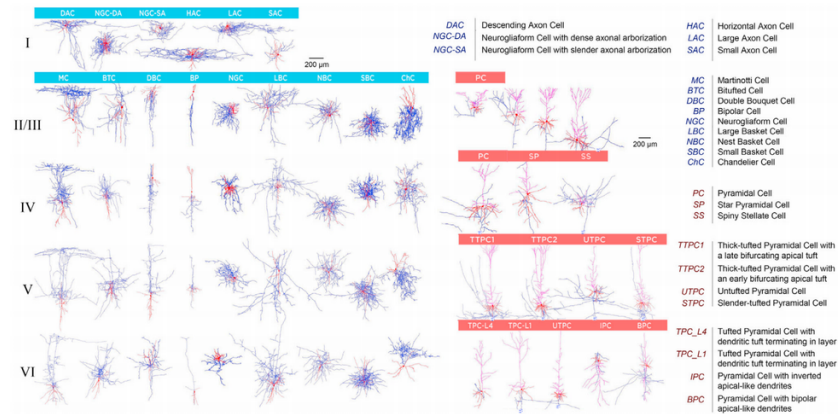 DAC NGC-DA NGC-SA HAC LAC SAC
I
200 µm
DAC Descending Axon Cell
NGC-DA Neurogliaform Cell with dense axonal arborization
NGC-SA Neurogliaform Cell with slender axonal arborization
HAC Horizontal Axon Cell
LAC Large Axon Cell
SAC Small Axon Cell
MC BTC DBC BP NGC LBC NBC SBC ChC
II/III
PC
200 µm
MC Martinotti Cell
BTC Bitufted Cell
DBC Double Bouquet Cell
BP Bipolar Cell
NGC Neurogliaform Cell
LBC Large Basket Cell
NBC Nest Basket Cell
SBC Small Basket Cell
ChC Chandelier Cell
IV
PC SP SS
PC Pyramidal Cell
SP Star Pyramidal Cell
SS Spiny Stellate Cell
V
TTPC1 TTPC2 UTPC STPC
TTPC1 Thick-tufted Pyramidal Cell with
a late bifurcating apical tuft
TTPC2 Thick-tufted Pyramidal Cell with
an early bifurcating apical tuft
UTPC Untufted Pyramidal Cell
STPC Slender-tufted Pyramidal Cell
VI
TPC-L4 TPC-L1 UTPC IPC BPC
TPC_L4 Tufted Pyramidal Cell with
dendritic tuft terminating in layer
TPC_L1 Tufted Pyramidal Cell with
dendritic tuft terminating in layer
IPC Pyramidal Cell with inverted
apical-like dendrites
BPC Pyramidal Cell with bipolar
apical-like dendrites